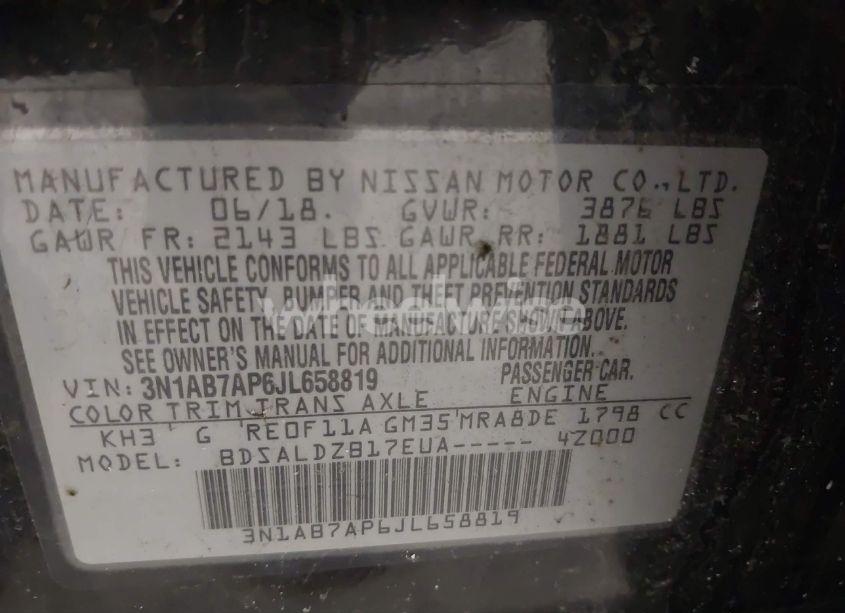 MANUFACTURED BY NISSAN MOTOR CO.,LTD.
DATE: 06/18. GVWR: 3876 LBS
GAWR/FR: 2143 LBS GAWR RR: 1881 LBS
THIS VEHICLE CONFORMS TO ALL APPLICABLE FEDERAL MOTOR
VEHICLE SAFETY, BUMPER AND THEFT PREVENTION STANDARDS
wheelwise
IN EFFECT ON THE DATE OF MANUFACTURE SHOWN ABOVE.
SEE OWNER'S MANUAL FOR ADDITIONAL INFORMATION.
VIN: 3N1AB7AP6JL658819 PASSENGER CAR.
COLOR TRIM TRANS AXLE ENGINE
KH3 G RE0F11A GM35 MRA8DE 1798 CC
MODEL: BDSALDZB17EUA----- 4Z000
3N1AB7AP6JL658819